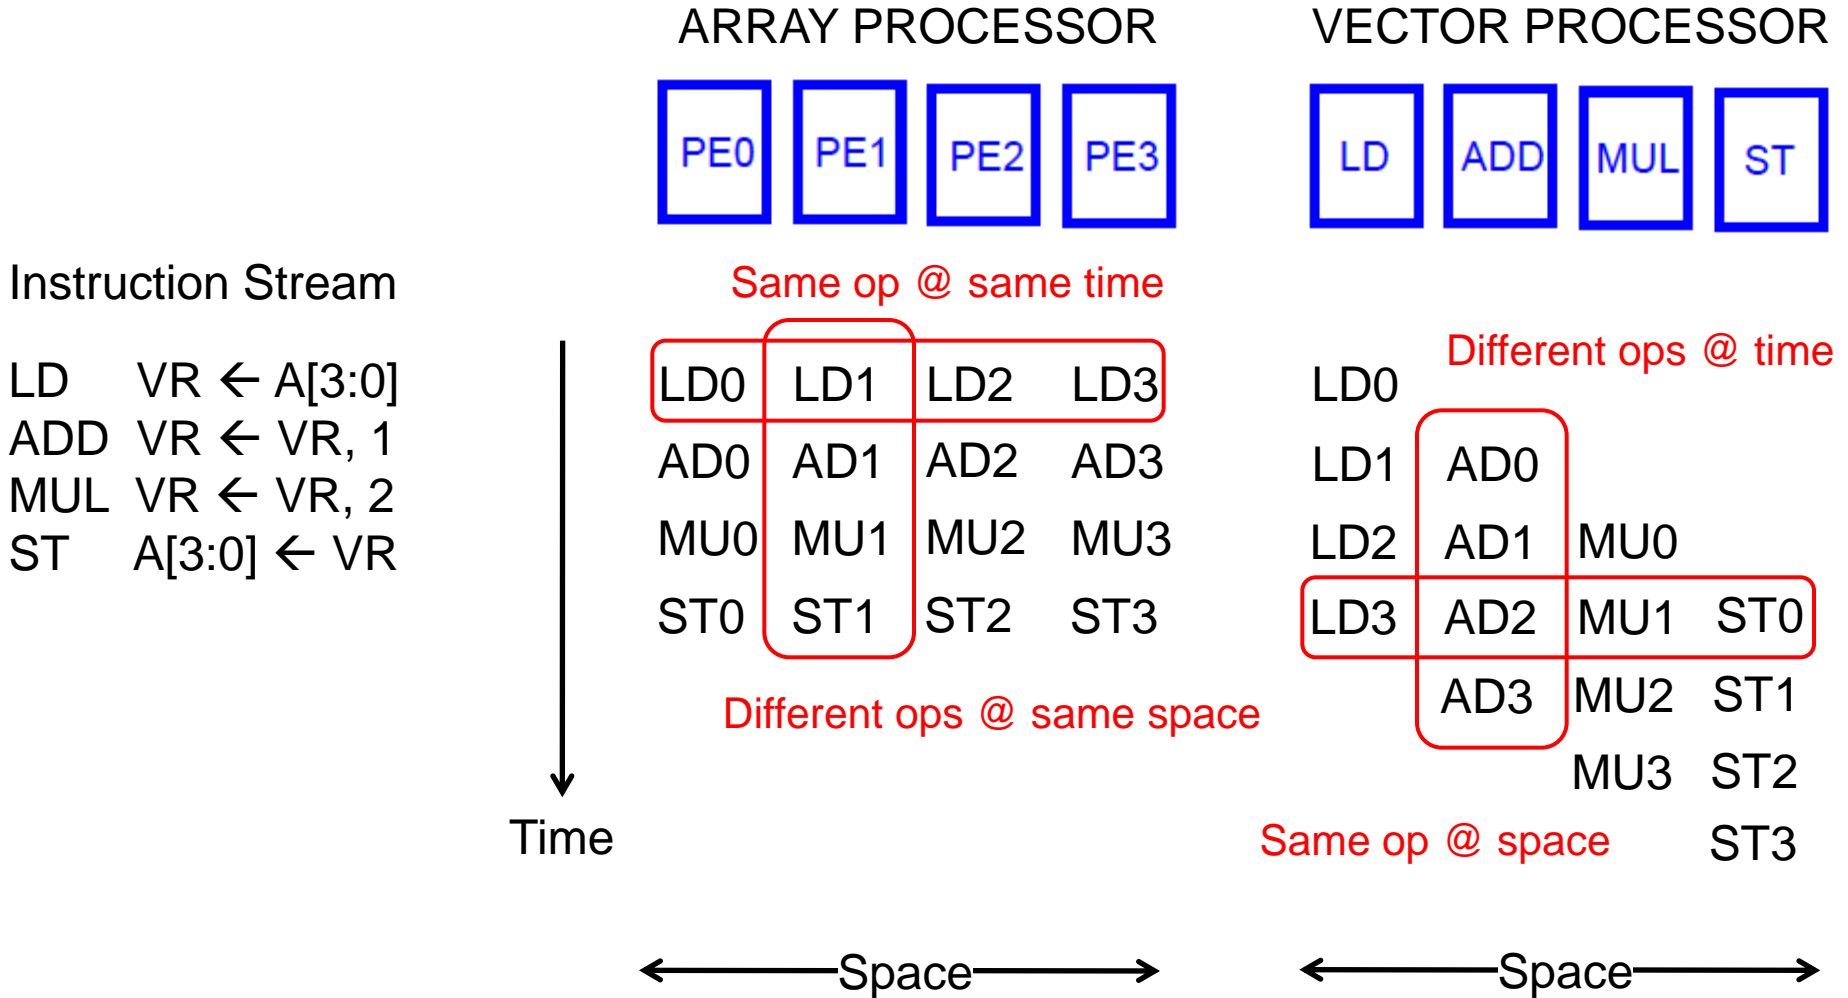 ARRAY PROCESSOR
VECTOR PROCESSOR
PE0 PE1 PE2 PE3
LD ADD MUL ST
Instruction Stream
LD VR ← A[3:0]
ADD VR ← VR, 1
MUL VR ← VR, 2
ST A[3:0] ← VR
Time
Same op @ same time
LD0 LD1 LD2 LD3
AD0 AD1 AD2 AD3
MU0 MU1 MU2 MU3
ST0 ST1 ST2 ST3
Different ops @ same space
Space
Different ops @ time
LD0
LD1 AD0
LD2 AD1 MU0
LD3 AD2 MU1 ST0
AD3 MU2 ST1
MU3 ST2
ST3
Same op @ space
Space